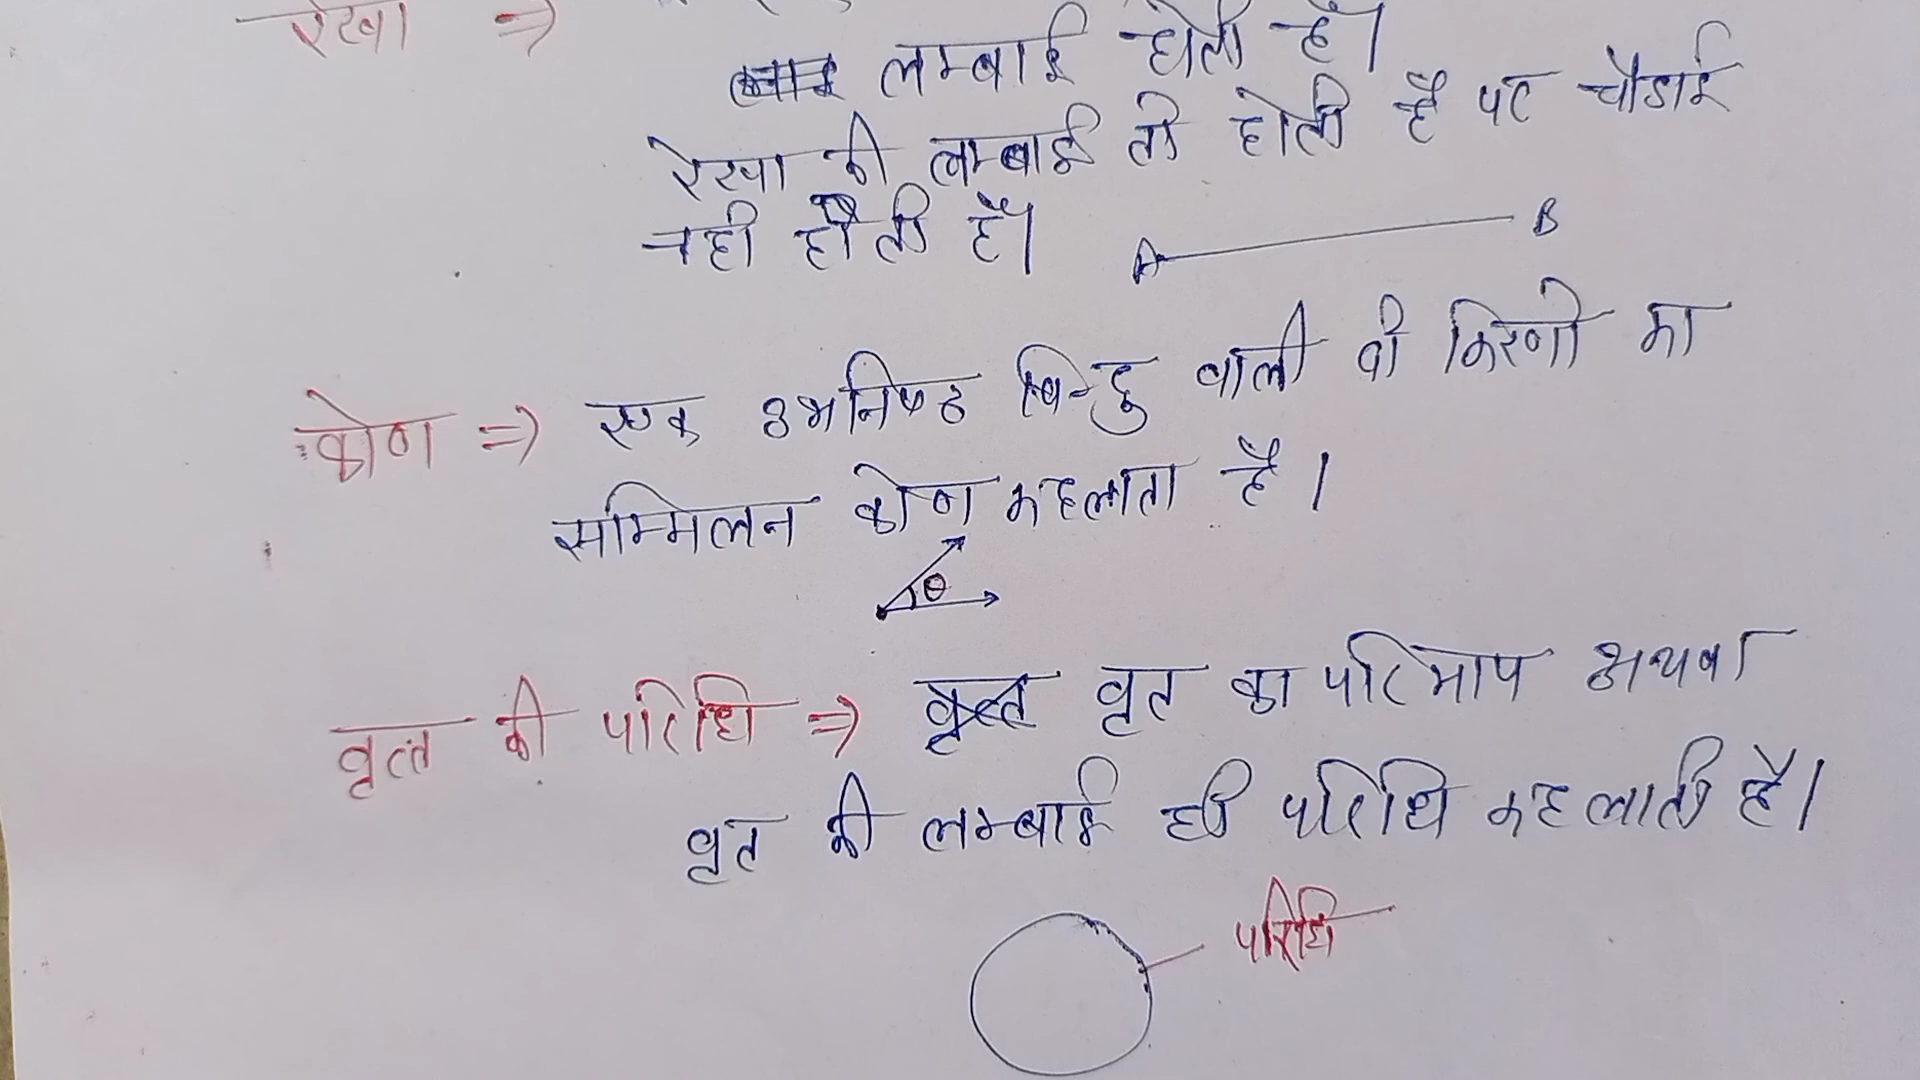 रेखा ⇒
लम्बाई होती है।
रेखा की लम्बाई तो होती है पर चौडाई
नही होती है।
A B
कोण ⇒ एक उभनिष्ठ बिन्दु वाली दो किरणो का
सम्मिलन कोण कहलाता है।
θ
वृत्त की परिधि ⇒ वृत का परिमाप अथवा
वृत की लम्बाई ही परिधि कहलाती है।
परिधि